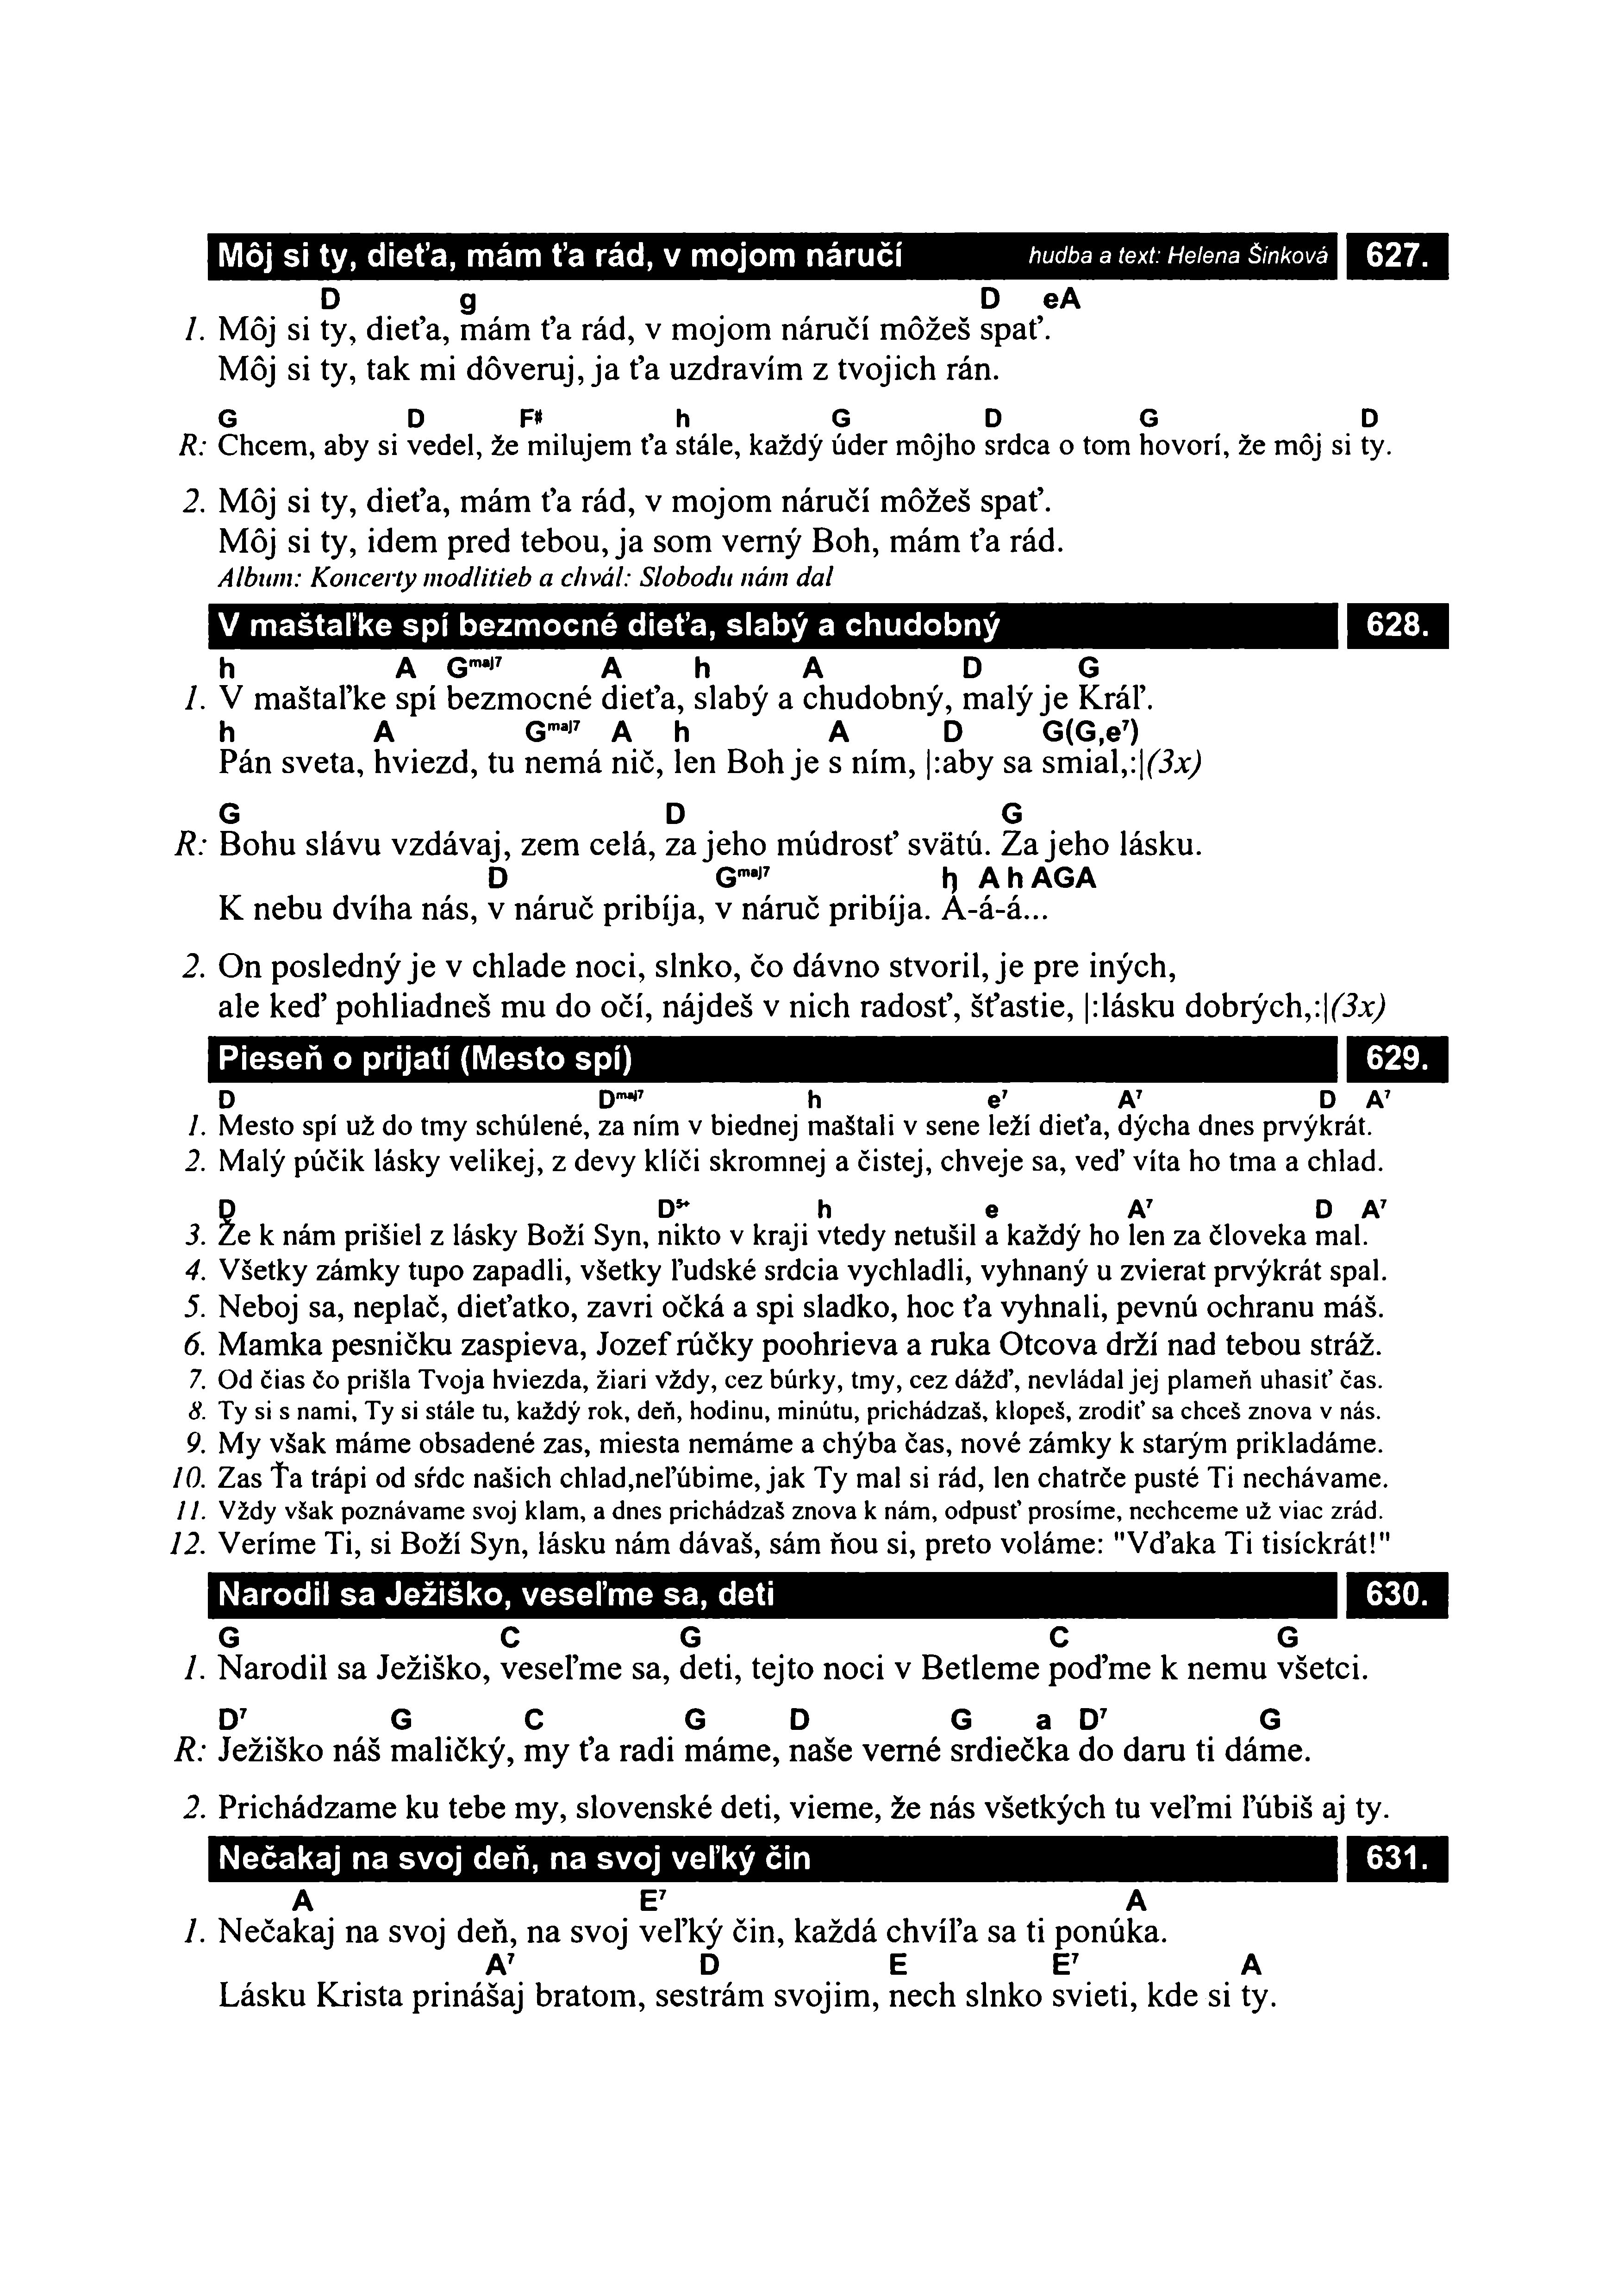 Môj si ty, dieťa, mám ťa rád, v mojom náručí hudba a text: Helena Šinková 627.
D g D eA
1. Môj si ty, dieťa, mám ťa rád, v mojom náručí môžeš spať.
Môj si ty, tak mi dôveruj, ja ťa uzdravím z tvojich rán.
G D F# h G D G D
R: Chcem, aby si vedel, že milujem ťa stále, každý úder môjho srdca o tom hovorí, že môj si ty.
2. Môj si ty, dieťa, mám ťa rád, v mojom náručí môžeš spať.
Môj si ty, idem pred tebou, ja som verný Boh, mám ťa rád.
Album: Koncerty modlitieb a chvál: Slobodu nám dal
V maštaľke spí bezmocné dieťa, slabý a chudobný 628.
h A Gmaj7 A h A D G
1. V maštaľke spí bezmocné dieťa, slabý a chudobný, malý je Kráľ.
h A Gmaj7 A h A D G(G,e7)
Pán sveta, hviezd, tu nemá nič, len Boh je s ním, |:aby sa smial,:|(3x)
G D G
R: Bohu slávu vzdávaj, zem celá, za jeho múdrosť svätú. Za jeho lásku.
D Gmaj7 h A h AGA
K nebu dvíha nás, v náruč pribíja, v náruč pribíja. Á-á-á...
2. On posledný je v chlade noci, slnko, čo dávno stvoril, je pre iných,
ale keď pohliadneš mu do očí, nájdeš v nich radosť, šťastie, |:lásku dobrých,:|(3x)
Pieseň o prijatí (Mesto spí) 629.
D Dmaj7 h e7 A7 D A7
1. Mesto spí už do tmy schúlené, za ním v biednej maštali v sene leží dieťa, dýcha dnes prvýkrát.
2. Malý púčik lásky velikej, z devy klíči skromnej a čistej, chveje sa, veď víta ho tma a chlad.
D D5+ h e A7 D A7
3. Že k nám prišiel z lásky Boží Syn, nikto v kraji vtedy netušil a každý ho len za človeka mal.
4. Všetky zámky tupo zapadli, všetky ľudské srdcia vychladli, vyhnaný u zvierat prvýkrát spal.
5. Neboj sa, neplač, dieťatko, zavri očká a spi sladko, hoc ťa vyhnali, pevnú ochranu máš.
6. Mamka pesničku zaspieva, Jozef rúčky poohrieva a ruka Otcova drží nad tebou stráž.
7. Od čias čo prišla Tvoja hviezda, žiari vždy, cez búrky, tmy, cez dážď, nevládal jej plameň uhasiť čas.
8. Ty si s nami, Ty si stále tu, každý rok, deň, hodinu, minútu, prichádzaš, klopeš, zrodiť sa chceš znova v nás.
9. My však máme obsadené zas, miesta nemáme a chýba čas, nové zámky k starým prikladáme.
10. Zas Ťa trápi od sŕdc našich chlad,neľúbime, jak Ty mal si rád, len chatrče pusté Ti nechávame.
11. Vždy však poznávame svoj klam, a dnes prichádzaš znova k nám, odpusť prosíme, nechceme už viac zrád.
12. Veríme Ti, si Boží Syn, lásku nám dávaš, sám ňou si, preto voláme: "Vďaka Ti tisíckrát!"
Narodil sa Ježiško, veseľme sa, deti 630.
G C G C G
1. Narodil sa Ježiško, veseľme sa, deti, tejto noci v Betleme poďme k nemu všetci.
D7 G C G D G a D7 G
R: Ježiško náš maličký, my ťa radi máme, naše verné srdiečka do daru ti dáme.
2. Prichádzame ku tebe my, slovenské deti, vieme, že nás všetkých tu veľmi ľúbiš aj ty.
Nečakaj na svoj deň, na svoj veľký čin 631.
A E7 A
1. Nečakaj na svoj deň, na svoj veľký čin, každá chvíľa sa ti ponúka.
A7 D E E7 A
Lásku Krista prinášaj bratom, sestrám svojim, nech slnko svieti, kde si ty.